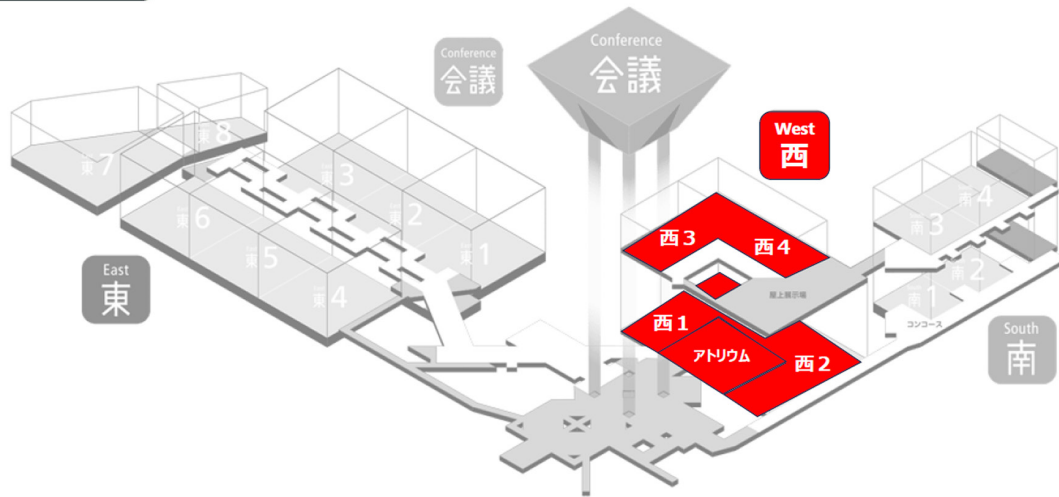 Conference
会議
Conference
会議
West
西
東8
東7
東3
東2
東1
東6
東5
東4
East
東
西3
西4
屋上展示場
西1
アトリウム
西2
南4
南3
南2
南1
コンコース
South
南